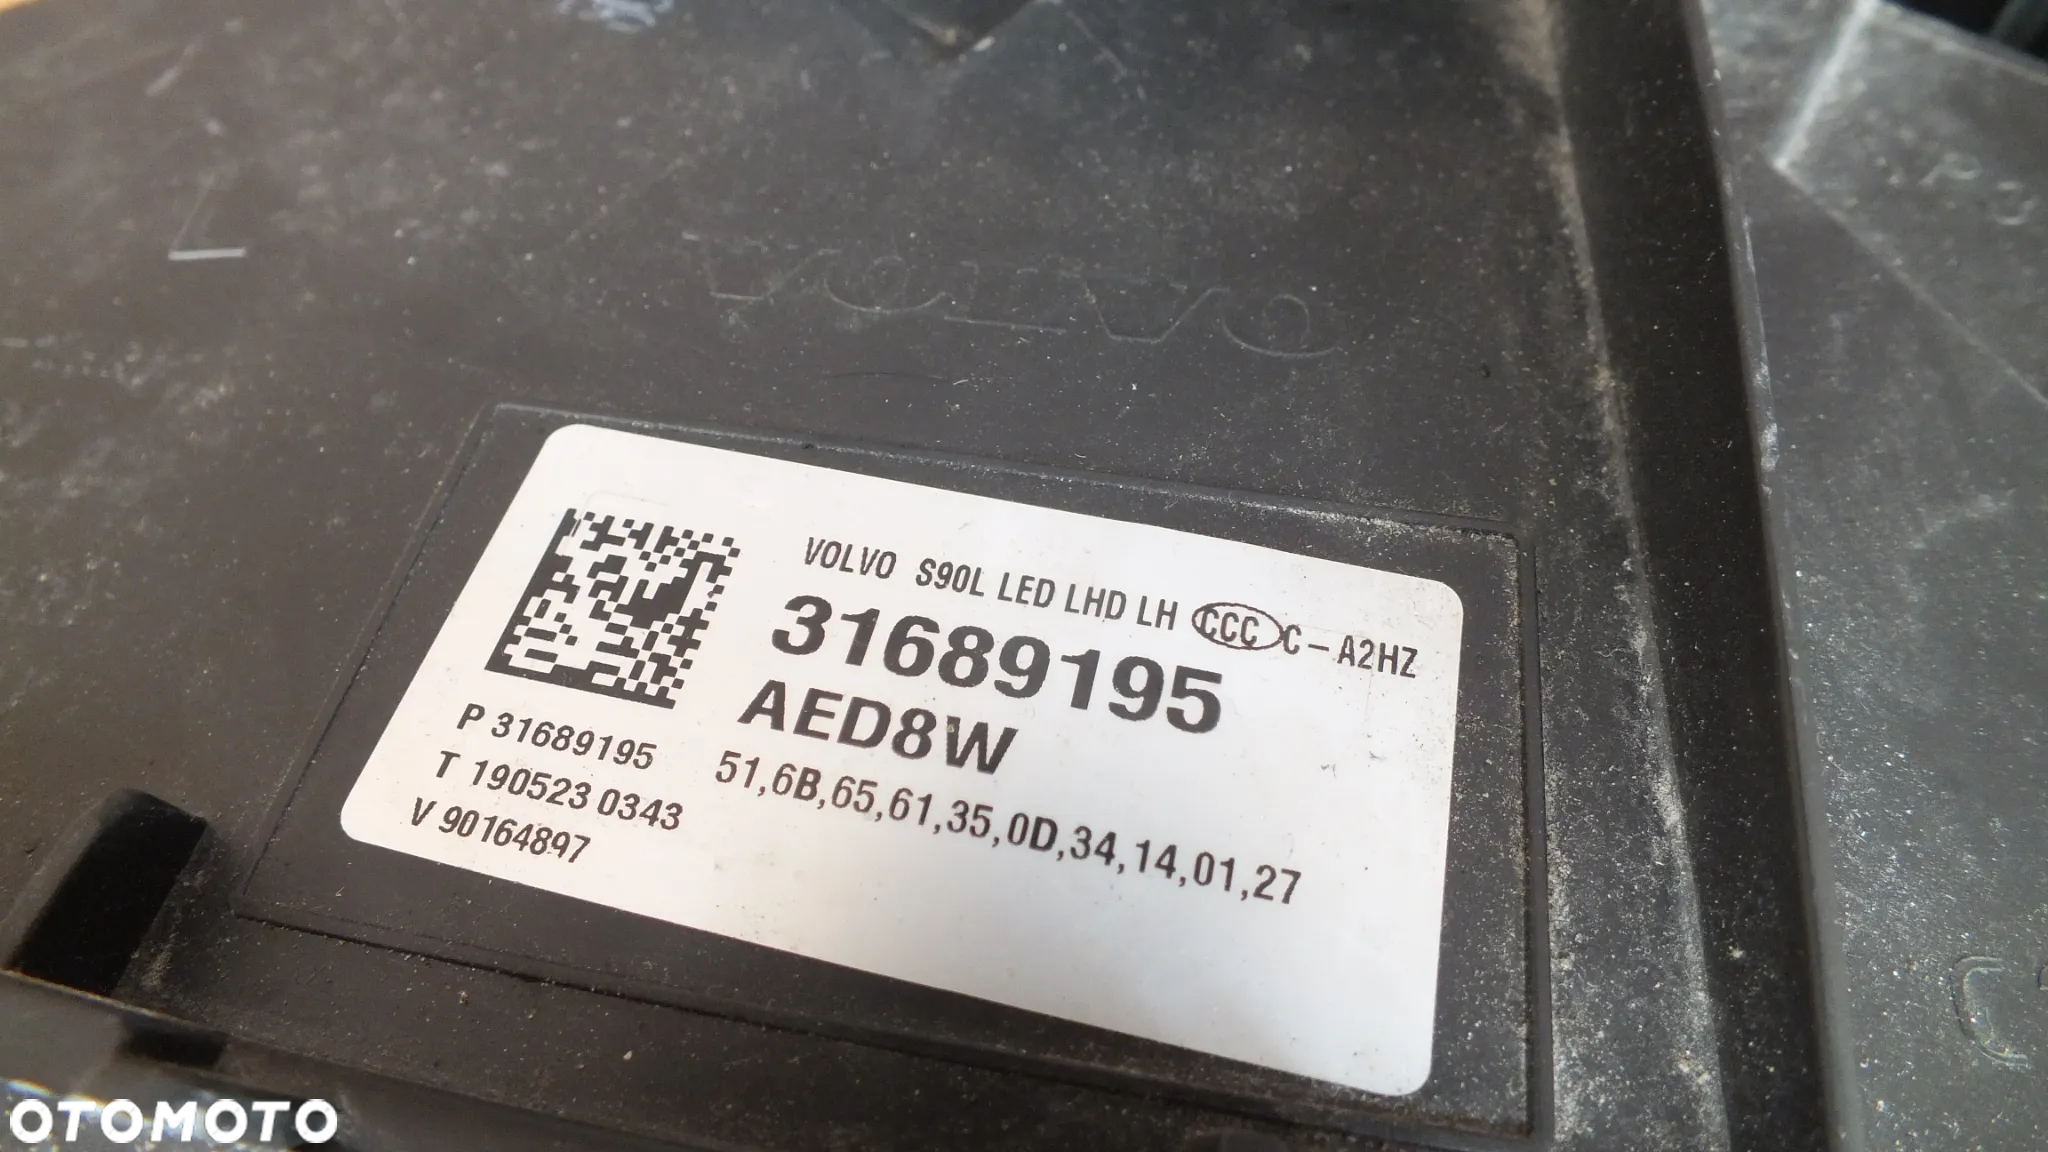 VOLVO
VOLVO S90L LED LHD LH CCC C-A2HZ
31689195
AED8W
51,6B,65,61,35,0D,34,14,01,27
P 31689195
T 190523 0343
V 90164897
OTOMOTO